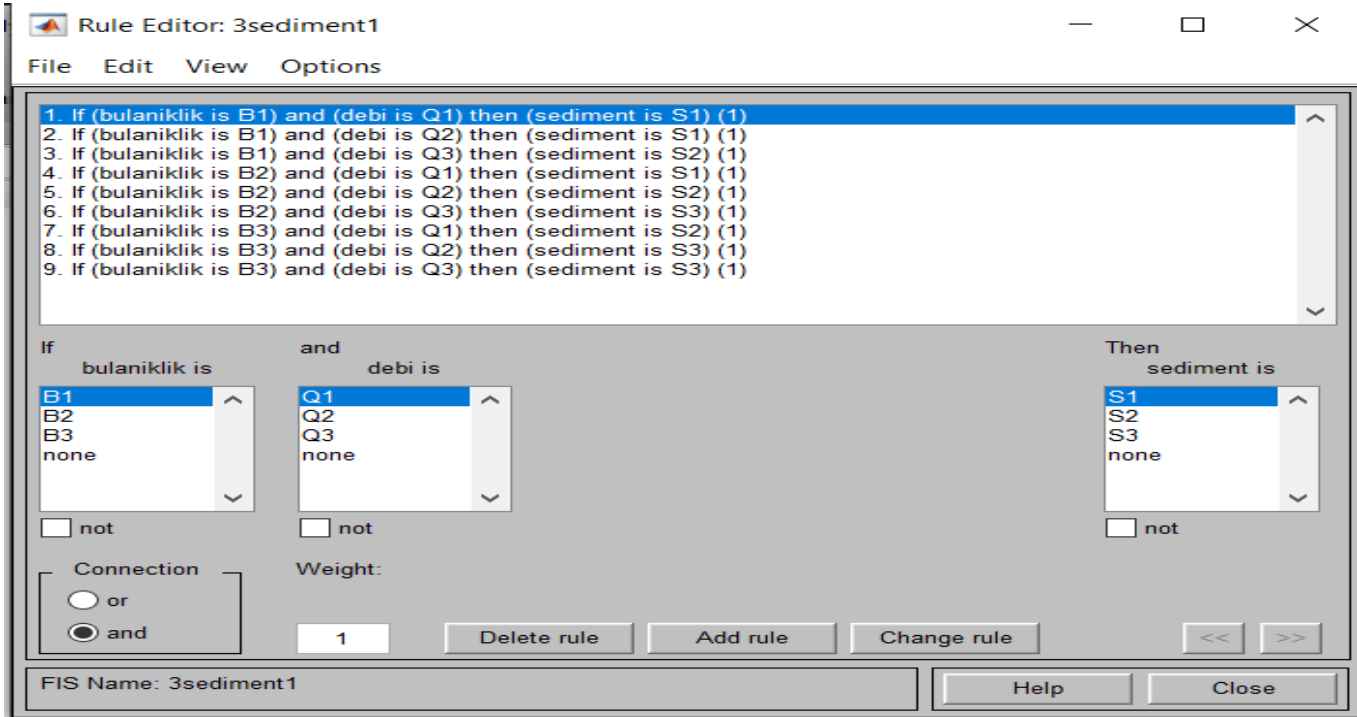 Rule Editor: 3sediment1
File Edit View Options
1. If (bulaniklik is B1) and (debi is Q1) then (sediment is S1) (1)
2. If (bulaniklik is B1) and (debi is Q2) then (sediment is S1) (1)
3. If (bulaniklik is B1) and (debi is Q3) then (sediment is S2) (1)
4. If (bulaniklik is B2) and (debi is Q1) then (sediment is S1) (1)
5. If (bulaniklik is B2) and (debi is Q2) then (sediment is S2) (1)
6. If (bulaniklik is B2) and (debi is Q3) then (sediment is S3) (1)
7. If (bulaniklik is B3) and (debi is Q1) then (sediment is S2) (1)
8. If (bulaniklik is B3) and (debi is Q2) then (sediment is S3) (1)
9. If (bulaniklik is B3) and (debi is Q3) then (sediment is S3) (1)
If and Then
bulaniklik is debi is sediment is
B1 Q1 S1
B2 Q2 S2
B3 Q3 S3
none none none
not not not
Connection Weight:
or
and 1 Delete rule Add rule Change rule << >>
FIS Name: 3sediment1 Help Close